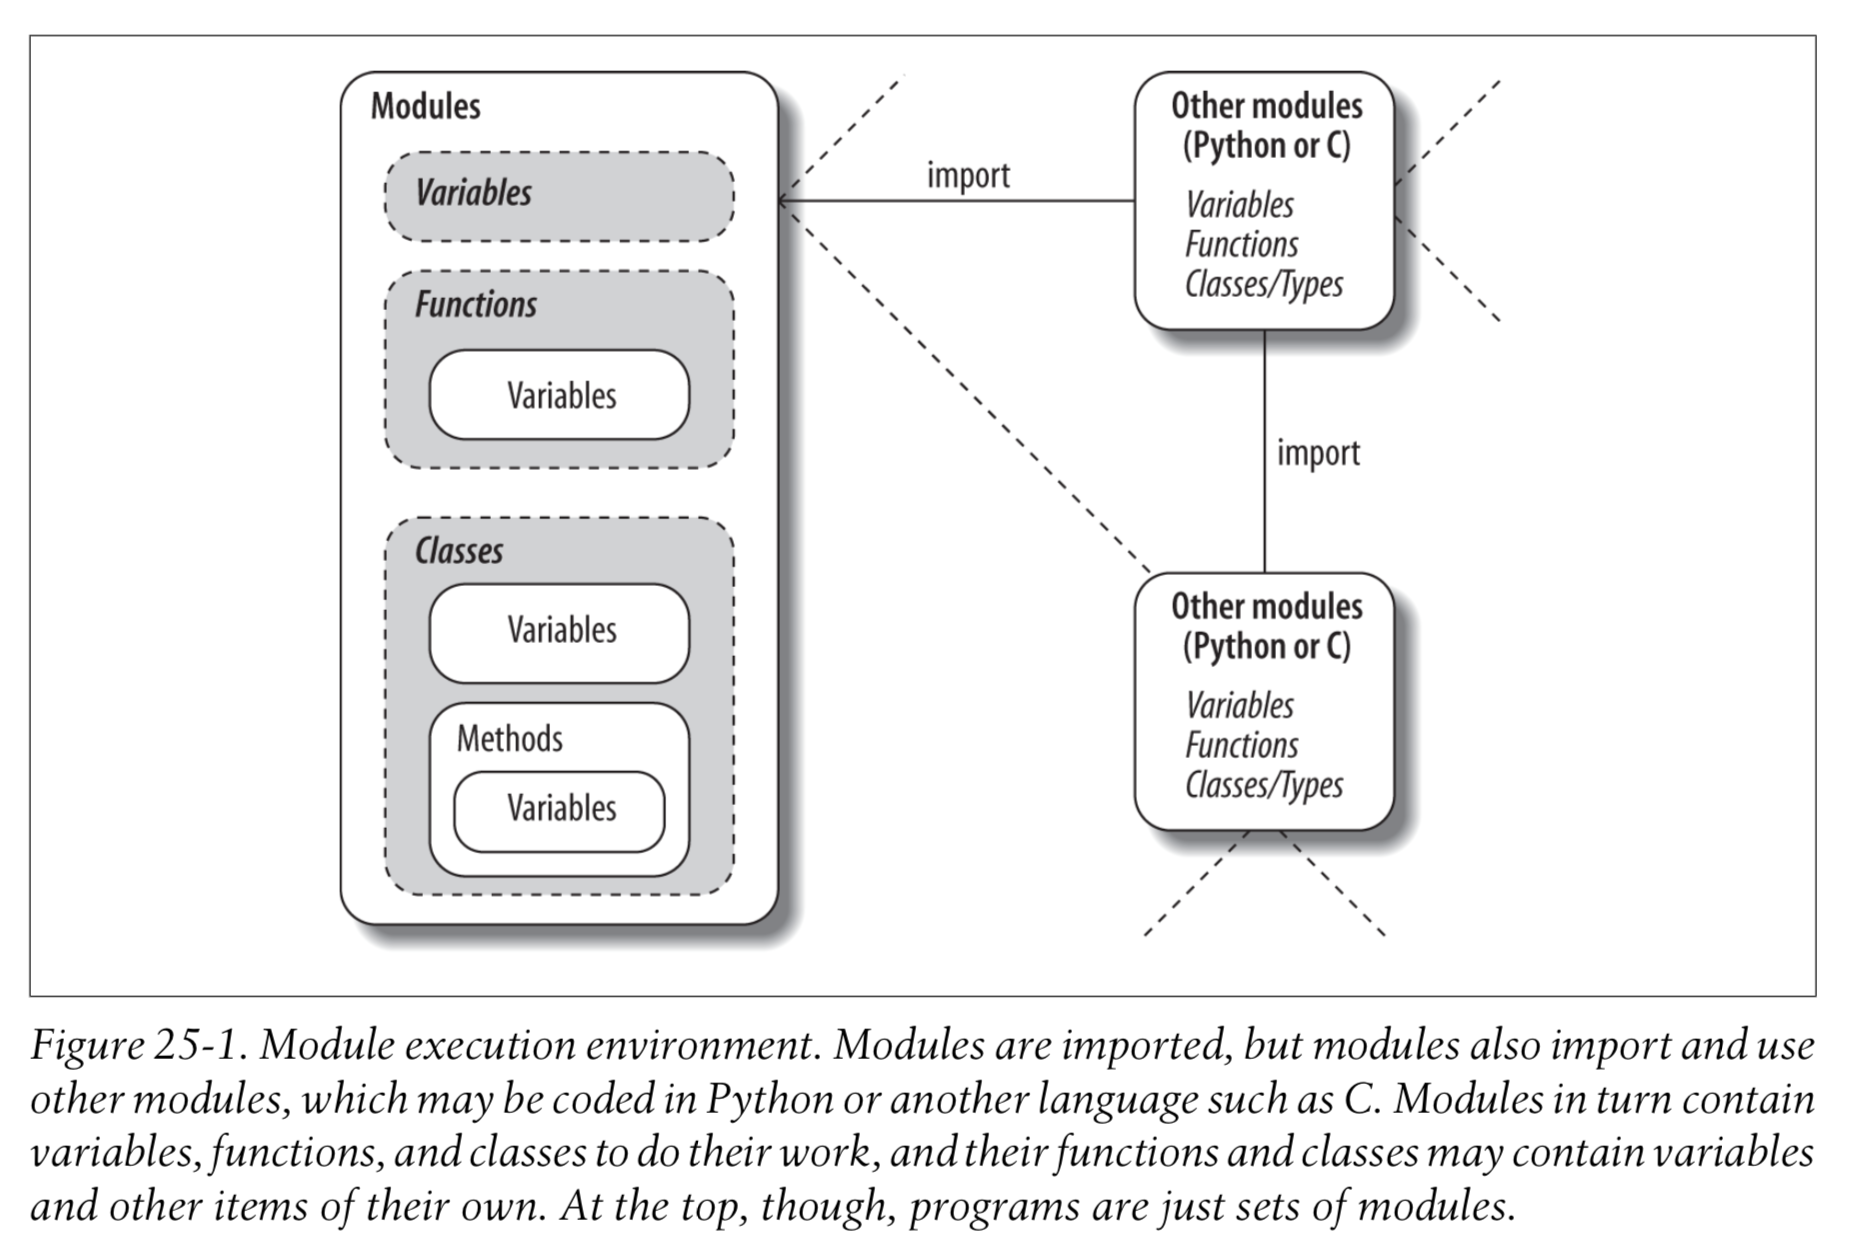 Modules
Variables
Functions
Variables
Classes
Variables
Methods
Variables
import
Other modules
(Python or C)
Variables
Functions
Classes/Types
import
Other modules
(Python or C)
Variables
Functions
Classes/Types
Figure 25-1. Module execution environment. Modules are imported, but modules also import and use
other modules, which may be coded in Python or another language such as C. Modules in turn contain
variables, functions, and classes to do their work, and their functions and classes may contain variables
and other items of their own. At the top, though, programs are just sets of modules.